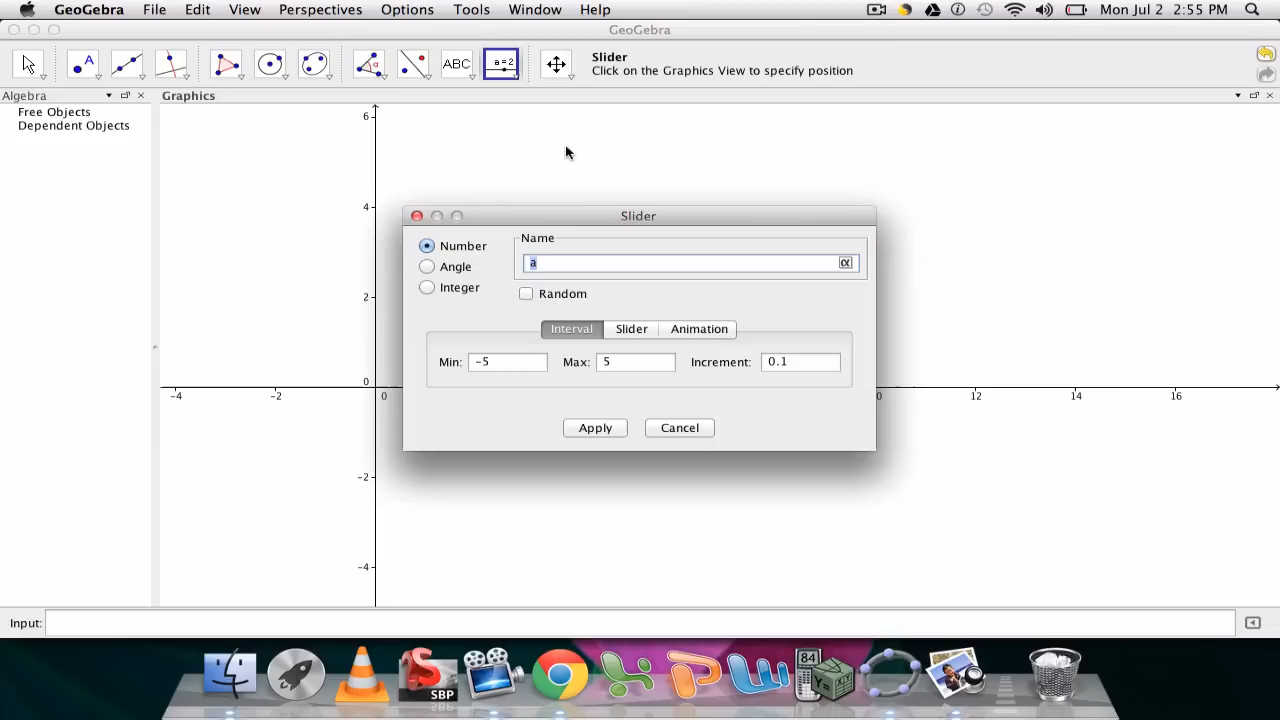 GeoGebra File Edit View Perspectives Options Tools Window Help Mon Jul 2 2:55 PM
GeoGebra
A
α
ABC
a=2
Slider
Click on the Graphics View to specify position
Algebra
Graphics
Free Objects
Dependent Objects
6
4
2
0
-2
-4
-4 -2 0 0 12 14 16
Slider
Number
Angle
Integer
Name
a α
Random
Interval Slider Animation
Min: -5 Max: 5 Increment: 0.1
Apply Cancel
Input:
SBP
84
Y=